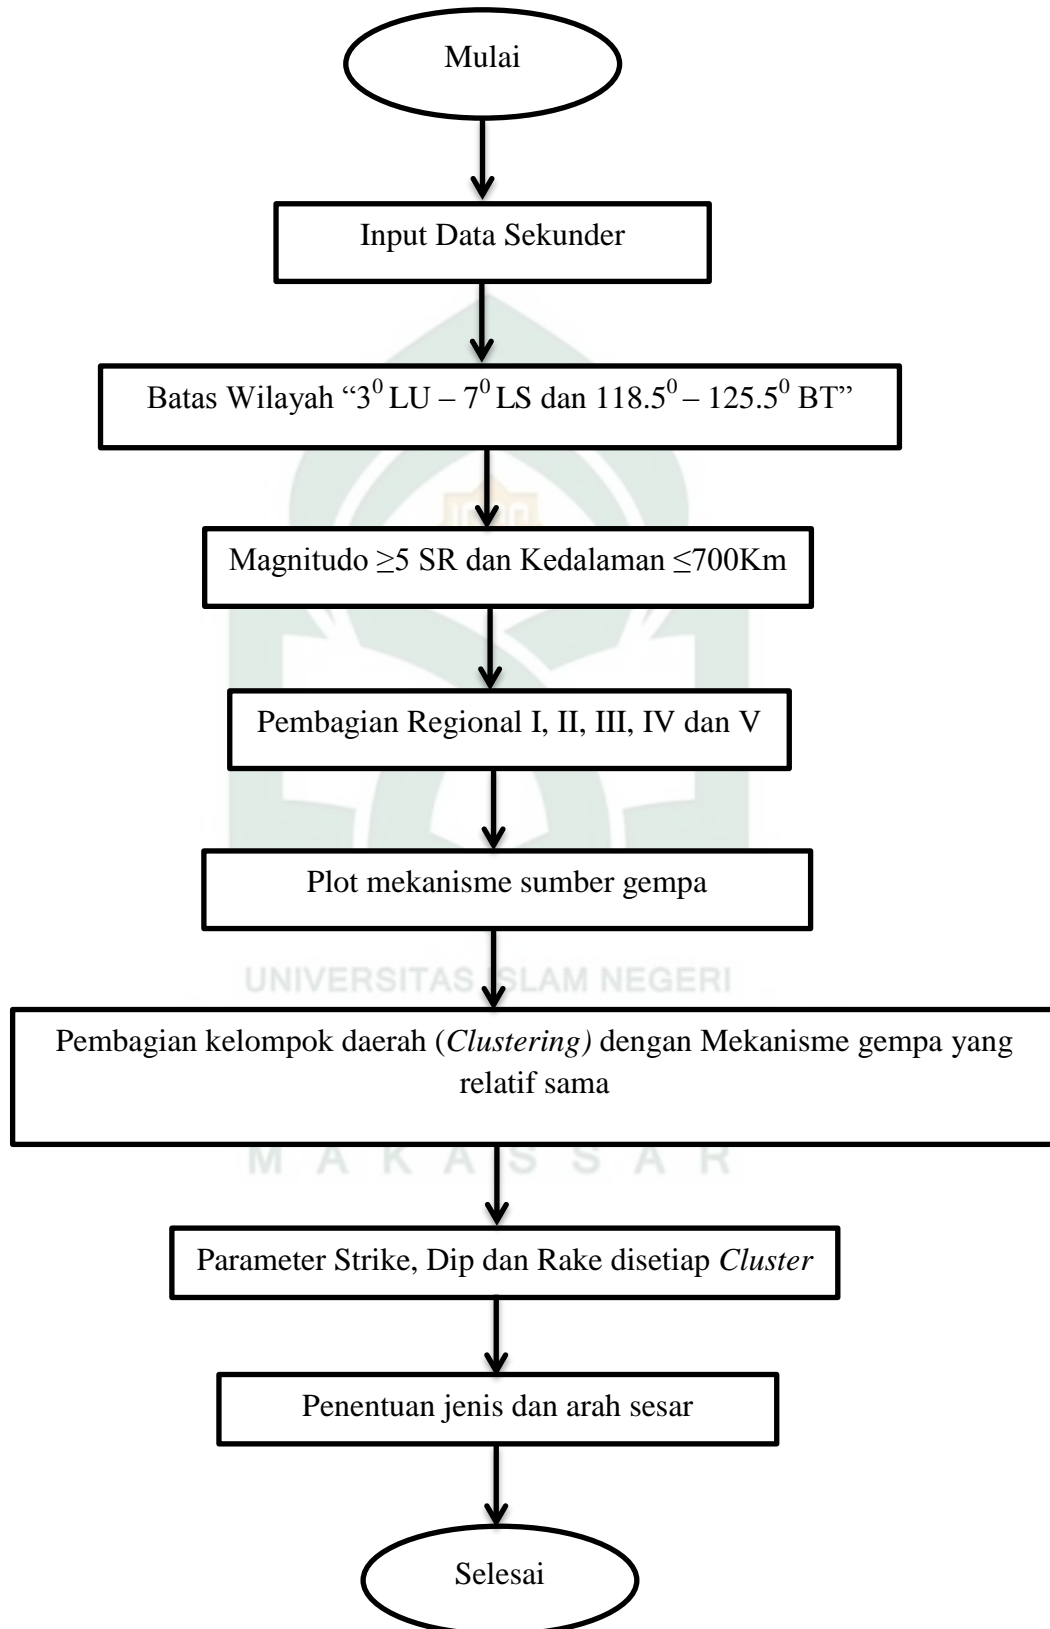 Mulai
Input Data Sekunder
Batas Wilayah “3⁰ LU – 7⁰ LS dan 118.5⁰ – 125.5⁰ BT”
Magnitudo ≥5 SR dan Kedalaman ≤700Km
Pembagian Regional I, II, III, IV dan V
Plot mekanisme sumber gempa
UNIVERSITAS ISLAM NEGERI
Pembagian kelompok daerah (Clustering) dengan Mekanisme gempa yang
relatif sama
MAKASSAR
Parameter Strike, Dip dan Rake disetiap Cluster
Penentuan jenis dan arah sesar
Selesai